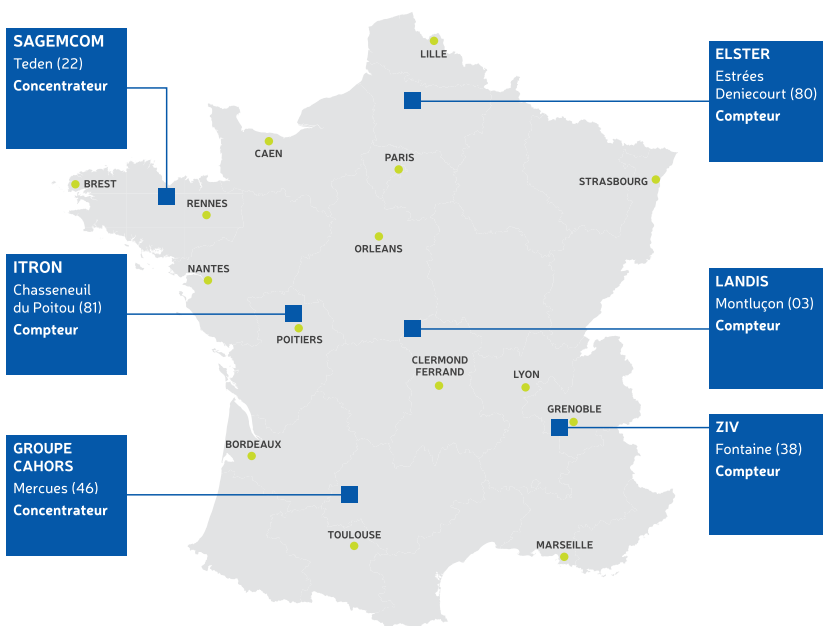 SAGEMCOM
Teden (22)
Concentrateur
ELSTER
Estrées
Deniecourt (80)
Compteur
LILLE
CAEN
PARIS
BREST
RENNES
STRASBOURG
ORLEANS
ITRON
Chasseneuil
du Poitou (81)
Compteur
NANTES
POITIERS
LANDIS
Montluçon (03)
Compteur
CLERMOND
FERRAND
LYON
GRENOBLE
ZIV
Fontaine (38)
Compteur
GROUPE
CAHORS
Mercues (46)
Concentrateur
BORDEAUX
TOULOUSE
MARSEILLE